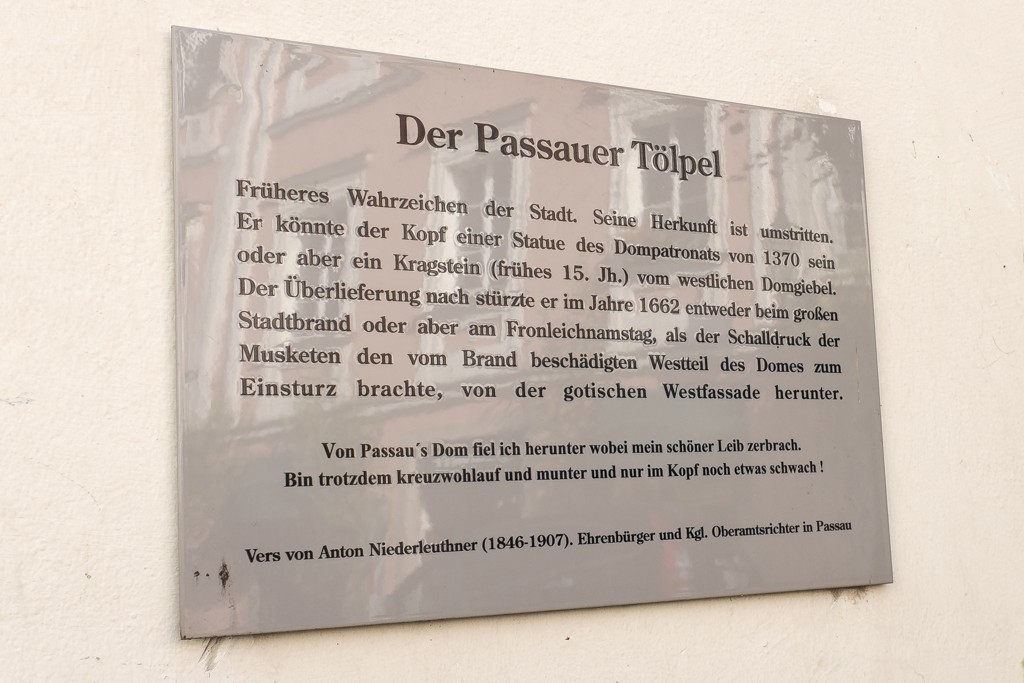 Der Passauer Tölpel
Früheres Wahrzeichen der Stadt. Seine Herkunft ist umstritten.
Er könnte der Kopf einer Statue des Dompatronats von 1370 sein
oder aber ein Kragstein (frühes 15. Jh.) vom westlichen Domgiebel.
Der Überlieferung nach stürzte er im Jahre 1662 entweder beim großen
Stadtbrand oder aber am Fronleichnamstag, als der Schalldruck der
Musketen den vom Brand beschädigten Westteil des Domes zum
Einsturz brachte, von der gotischen Westfassade herunter.
Von Passau´s Dom fiel ich herunter wobei mein schöner Leib zerbrach.
Bin trotzdem kreuzwohlauf und munter und nur im Kopf noch etwas schwach !
Vers von Anton Niederleuthner (1846-1907). Ehrenbürger und Kgl. Oberamtsrichter in Passau